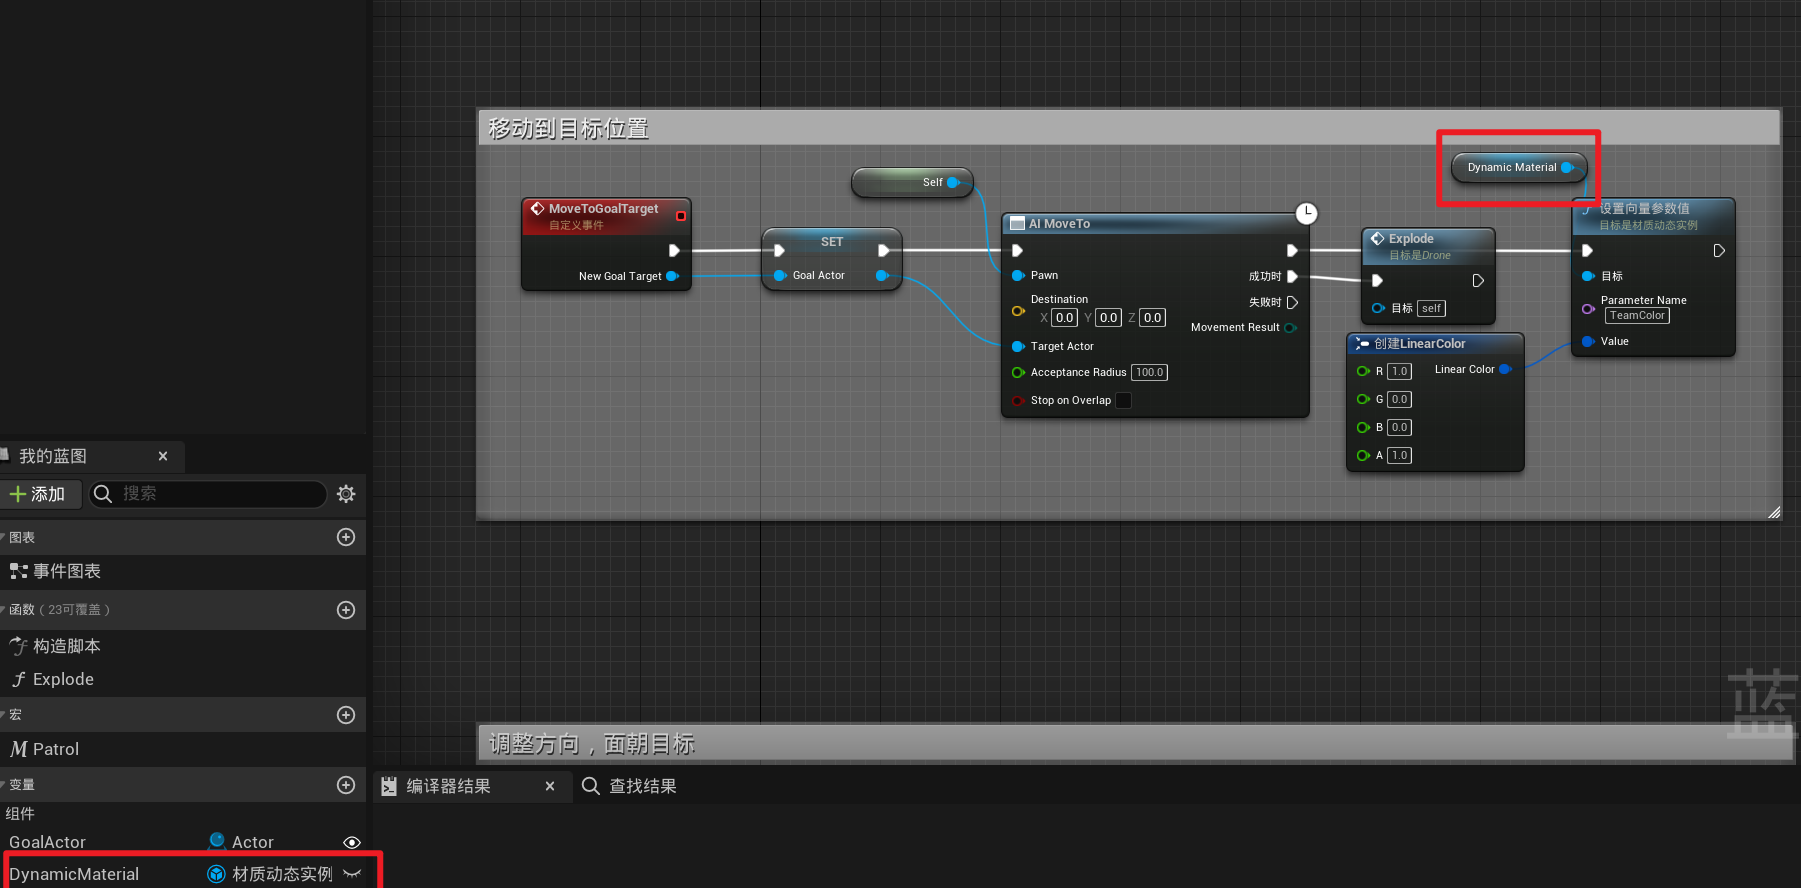 移动到目标位置
Dynamic Material
Self
MoveToGoalTarget
自定义事件
New Goal Target
SET
Goal Actor
AI MoveTo
Pawn
成功时
Destination
失败时
X 0.0 Y 0.0 Z 0.0
Movement Result
Target Actor
Acceptance Radius 100.0
Stop on Overlap
Explode
目标是Drone
目标 self
设置向量参数值
目标是材质动态实例
目标
Parameter Name
TeamColor
Value
创建LinearColor
R 1.0
Linear Color
G 0.0
B 0.0
A 1.0
我的蓝图
添加
搜索
图表
事件图表
函数（23可覆盖）
构造脚本
Explode
宏
M Patrol
变量
组件
GoalActor Actor
DynamicMaterial 材质动态实例
蓝
调整方向，面朝目标
编译器结果
查找结果